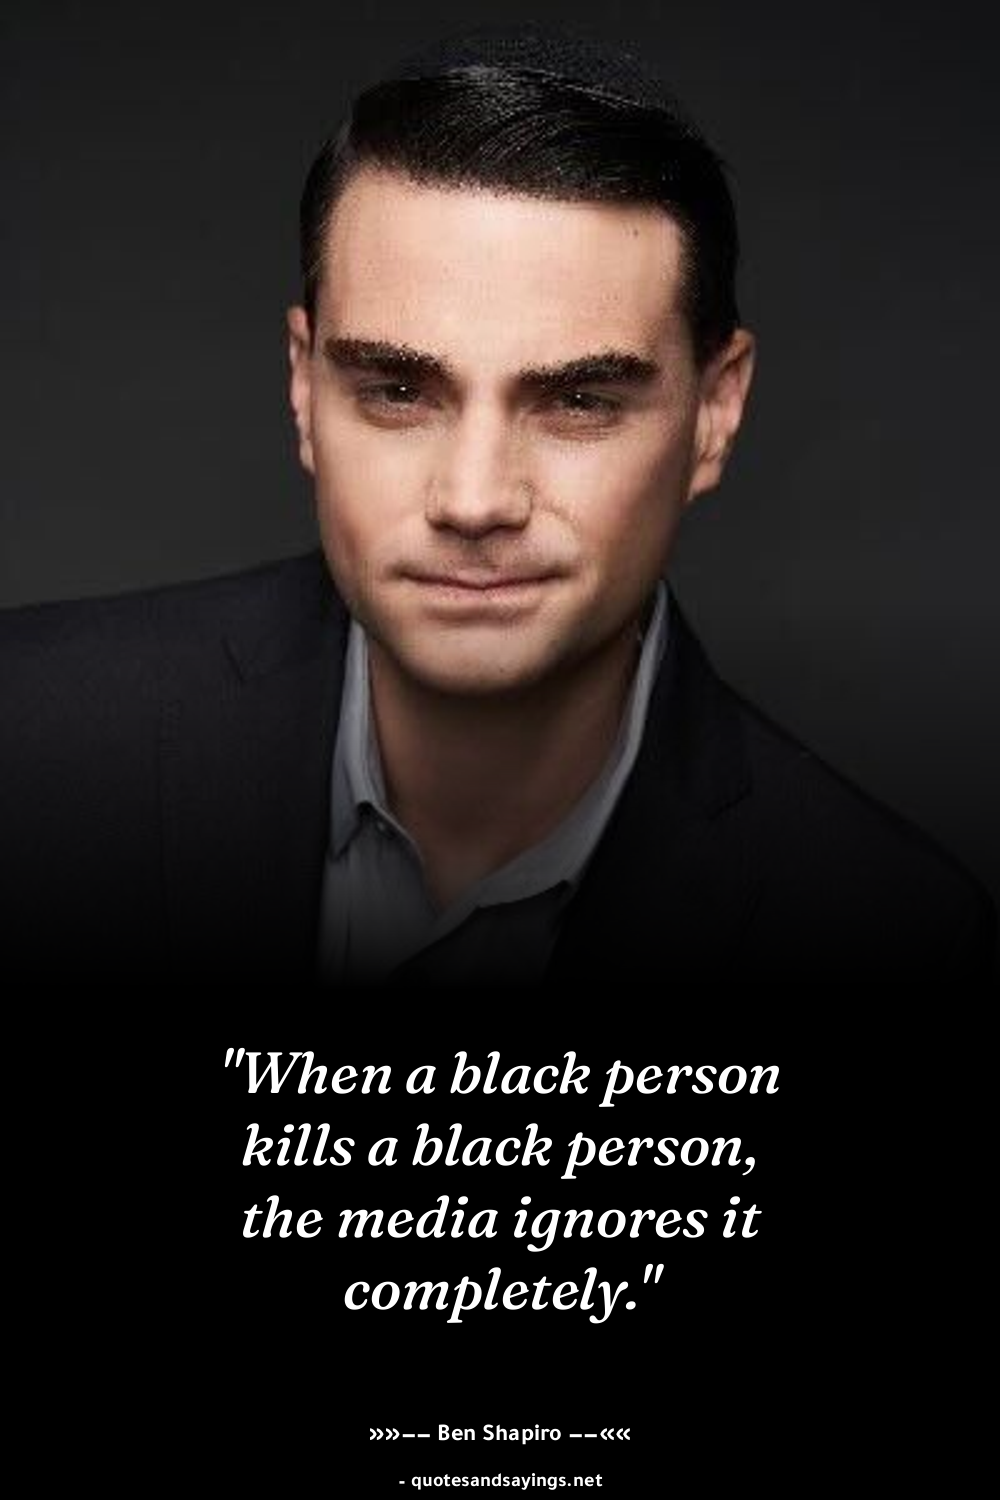 "When a black person
kills a black person,
the media ignores it
completely."
»»–– Ben Shapiro ––««
- quotesandsayings.net